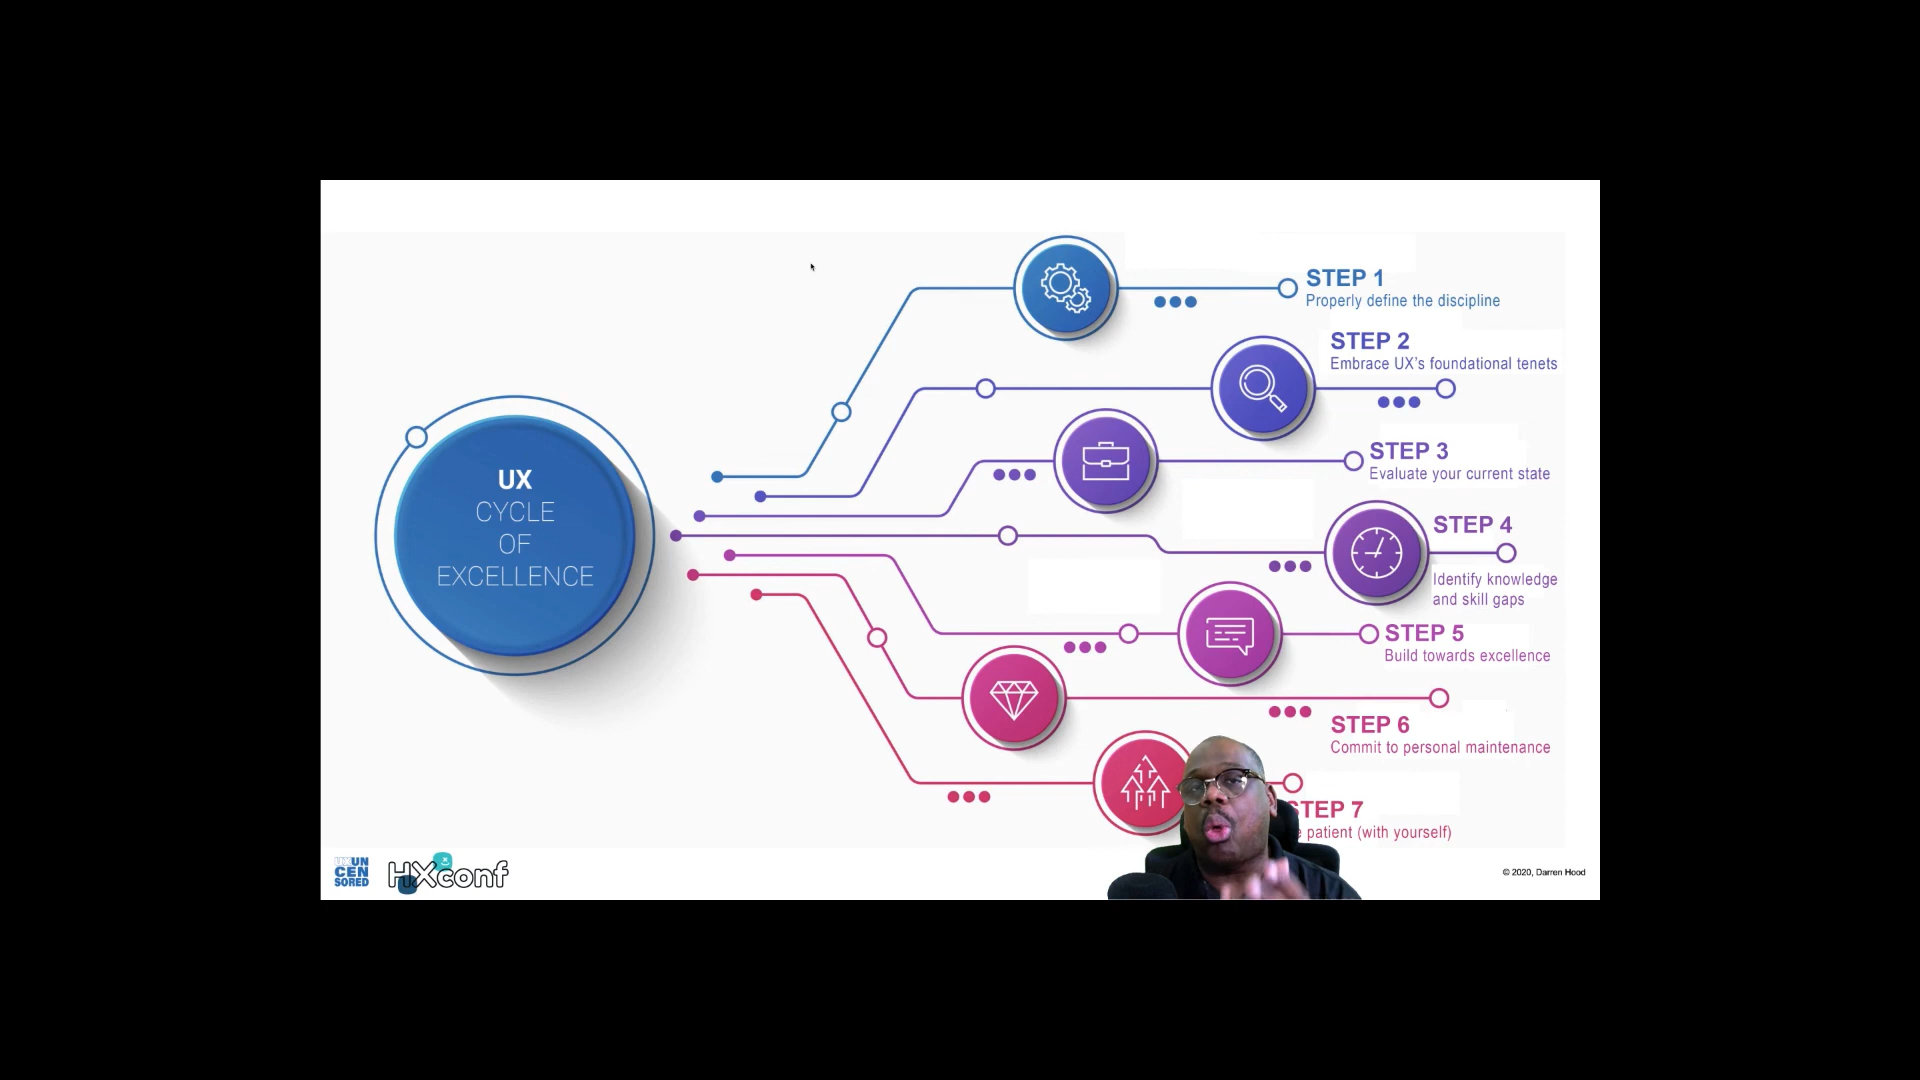 UX
CYCLE
OF
EXCELLENCE
STEP 1
Properly define the discipline
STEP 2
Embrace UX's foundational tenets
STEP 3
Evaluate your current state
STEP 4
Identify knowledge
and skill gaps
STEP 5
Build towards excellence
STEP 6
Commit to personal maintenance
STEP 7
patient (with yourself)
UXUN
CEN
SORED
HXconf
© 2020, Darren Hood